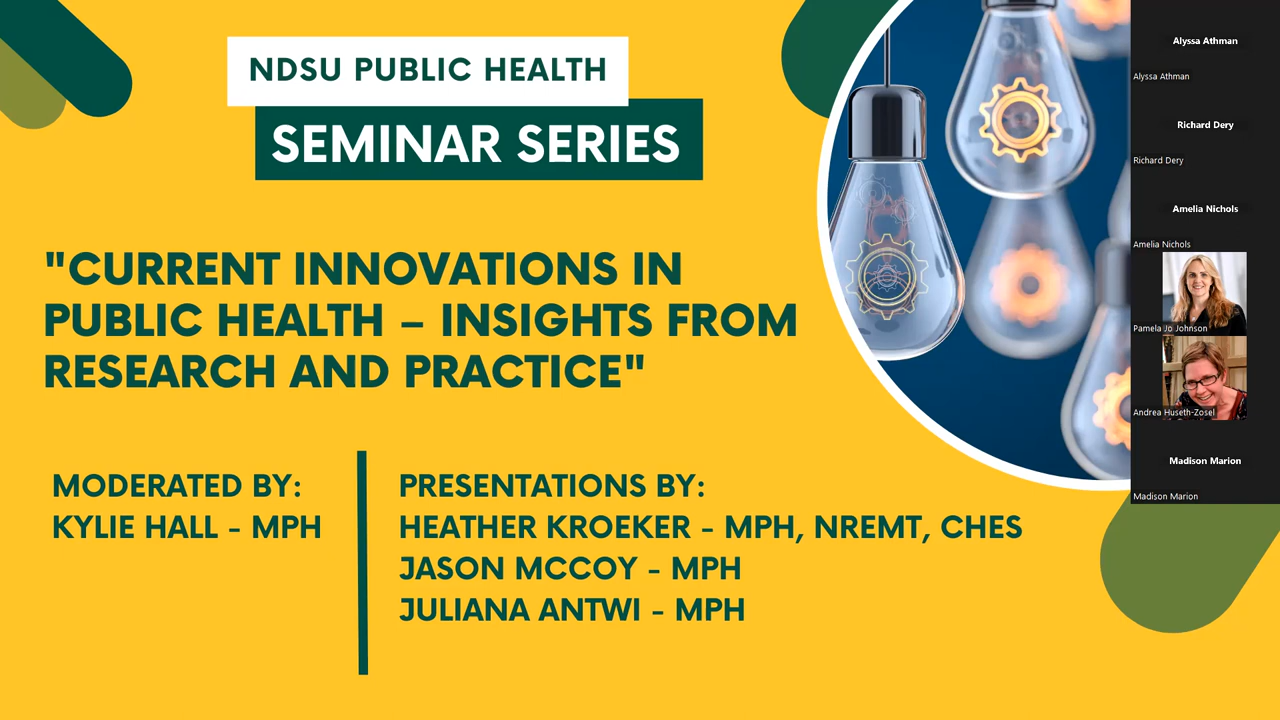 NDSU PUBLIC HEALTH
SEMINAR SERIES
"CURRENT INNOVATIONS IN
PUBLIC HEALTH – INSIGHTS FROM
RESEARCH AND PRACTICE"
MODERATED BY:
KYLIE HALL - MPH
PRESENTATIONS BY:
HEATHER KROEKER - MPH, NREMT, CHES
JASON MCCOY - MPH
JULIANA ANTWI - MPH
Alyssa Athman
Alyssa Athman
Richard Dery
Richard Dery
Amelia Nichols
Amelia Nichols
Pamela Jo Johnson
Andrea Huseth-Zosel
Madison Marion
Madison Marion